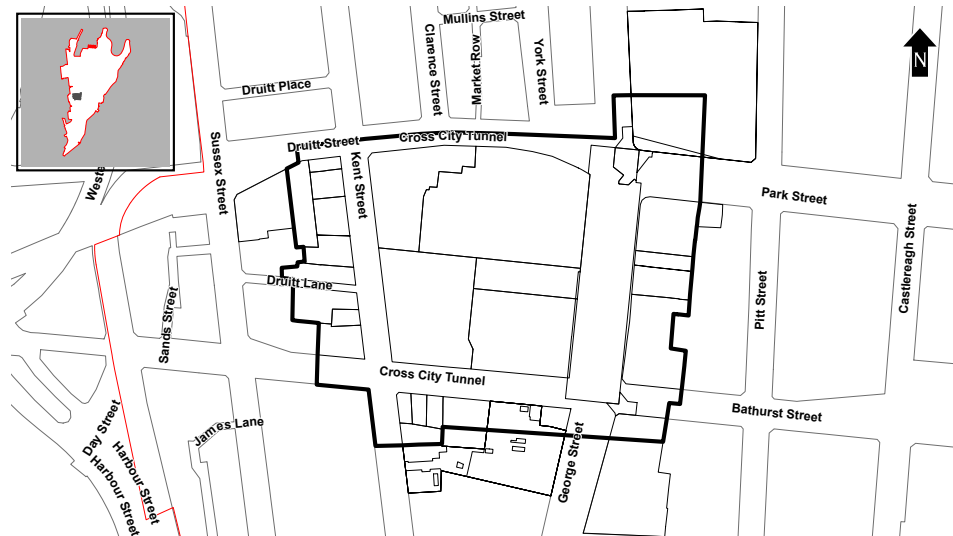 Mullins Street
Clarence Street
Market Row
York Street
N
Druitt Place
Druitt Street
Cross City Tunnel
Weste
Sussex Street
Kent Street
Park Street
Castlereagh Street
Pitt Street
Druitt Lane
Sands Street
Cross City Tunnel
Bathurst Street
Day Street
James Lane
George Street
Harbour Street
Harbour Street